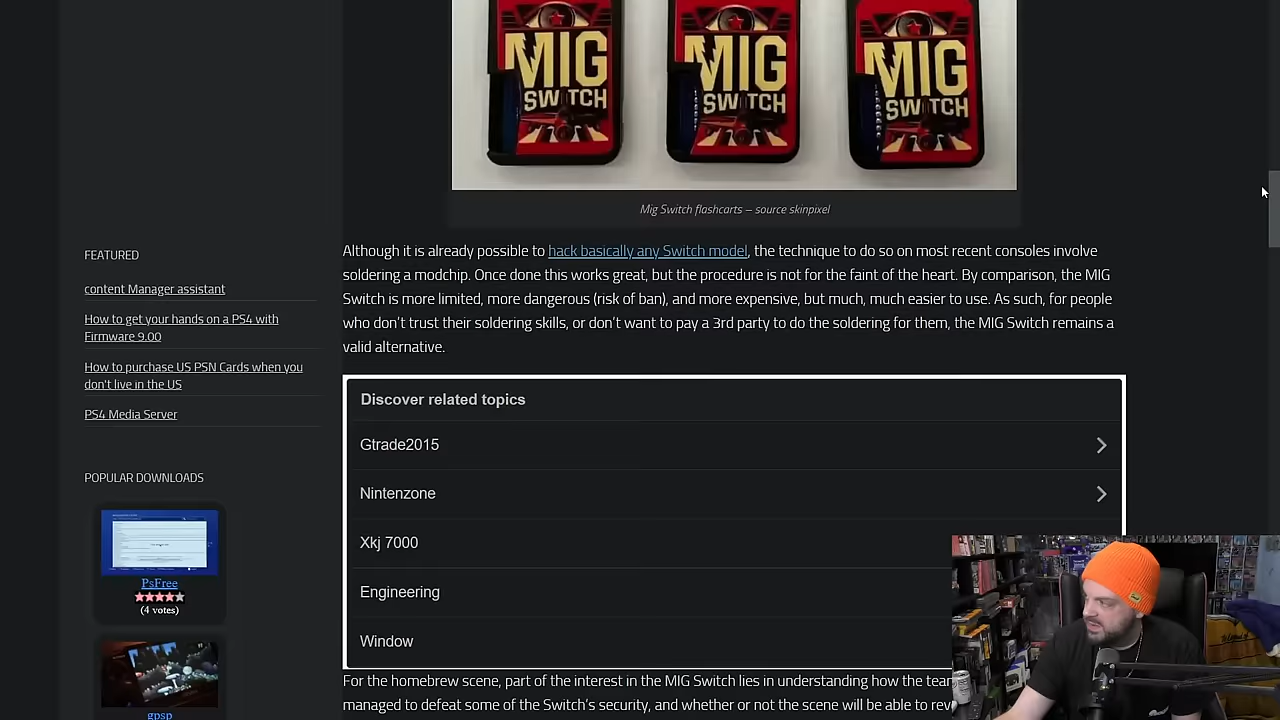 MIG
SWITCH
MIG
SWITCH
MIG
SWITCH
Mig Switch flashcarts – source skinpixel
Although it is already possible to hack basically any Switch model, the technique to do so on most recent consoles involve
soldering a modchip. Once done this works great, but the procedure is not for the faint of the heart. By comparison, the MIG
Switch is more limited, more dangerous (risk of ban), and more expensive, but much, much easier to use. As such, for people
who don't trust their soldering skills, or don't want to pay a 3rd party to do the soldering for them, the MIG Switch remains a
valid alternative.
FEATURED
content Manager assistant
How to get your hands on a PS4 with
Firmware 9.00
How to purchase US PSN Cards when you
don't live in the US
PS4 Media Server
POPULAR DOWNLOADS
PsFree
(4 votes)
gpsp
Discover related topics
Gtrade2015
Nintenzone
Xkj 7000
Engineering
Window
For the homebrew scene, part of the interest in the MIG Switch lies in understanding how the
managed to defeat some of the Switch's security, and whether or not the scene will be able to